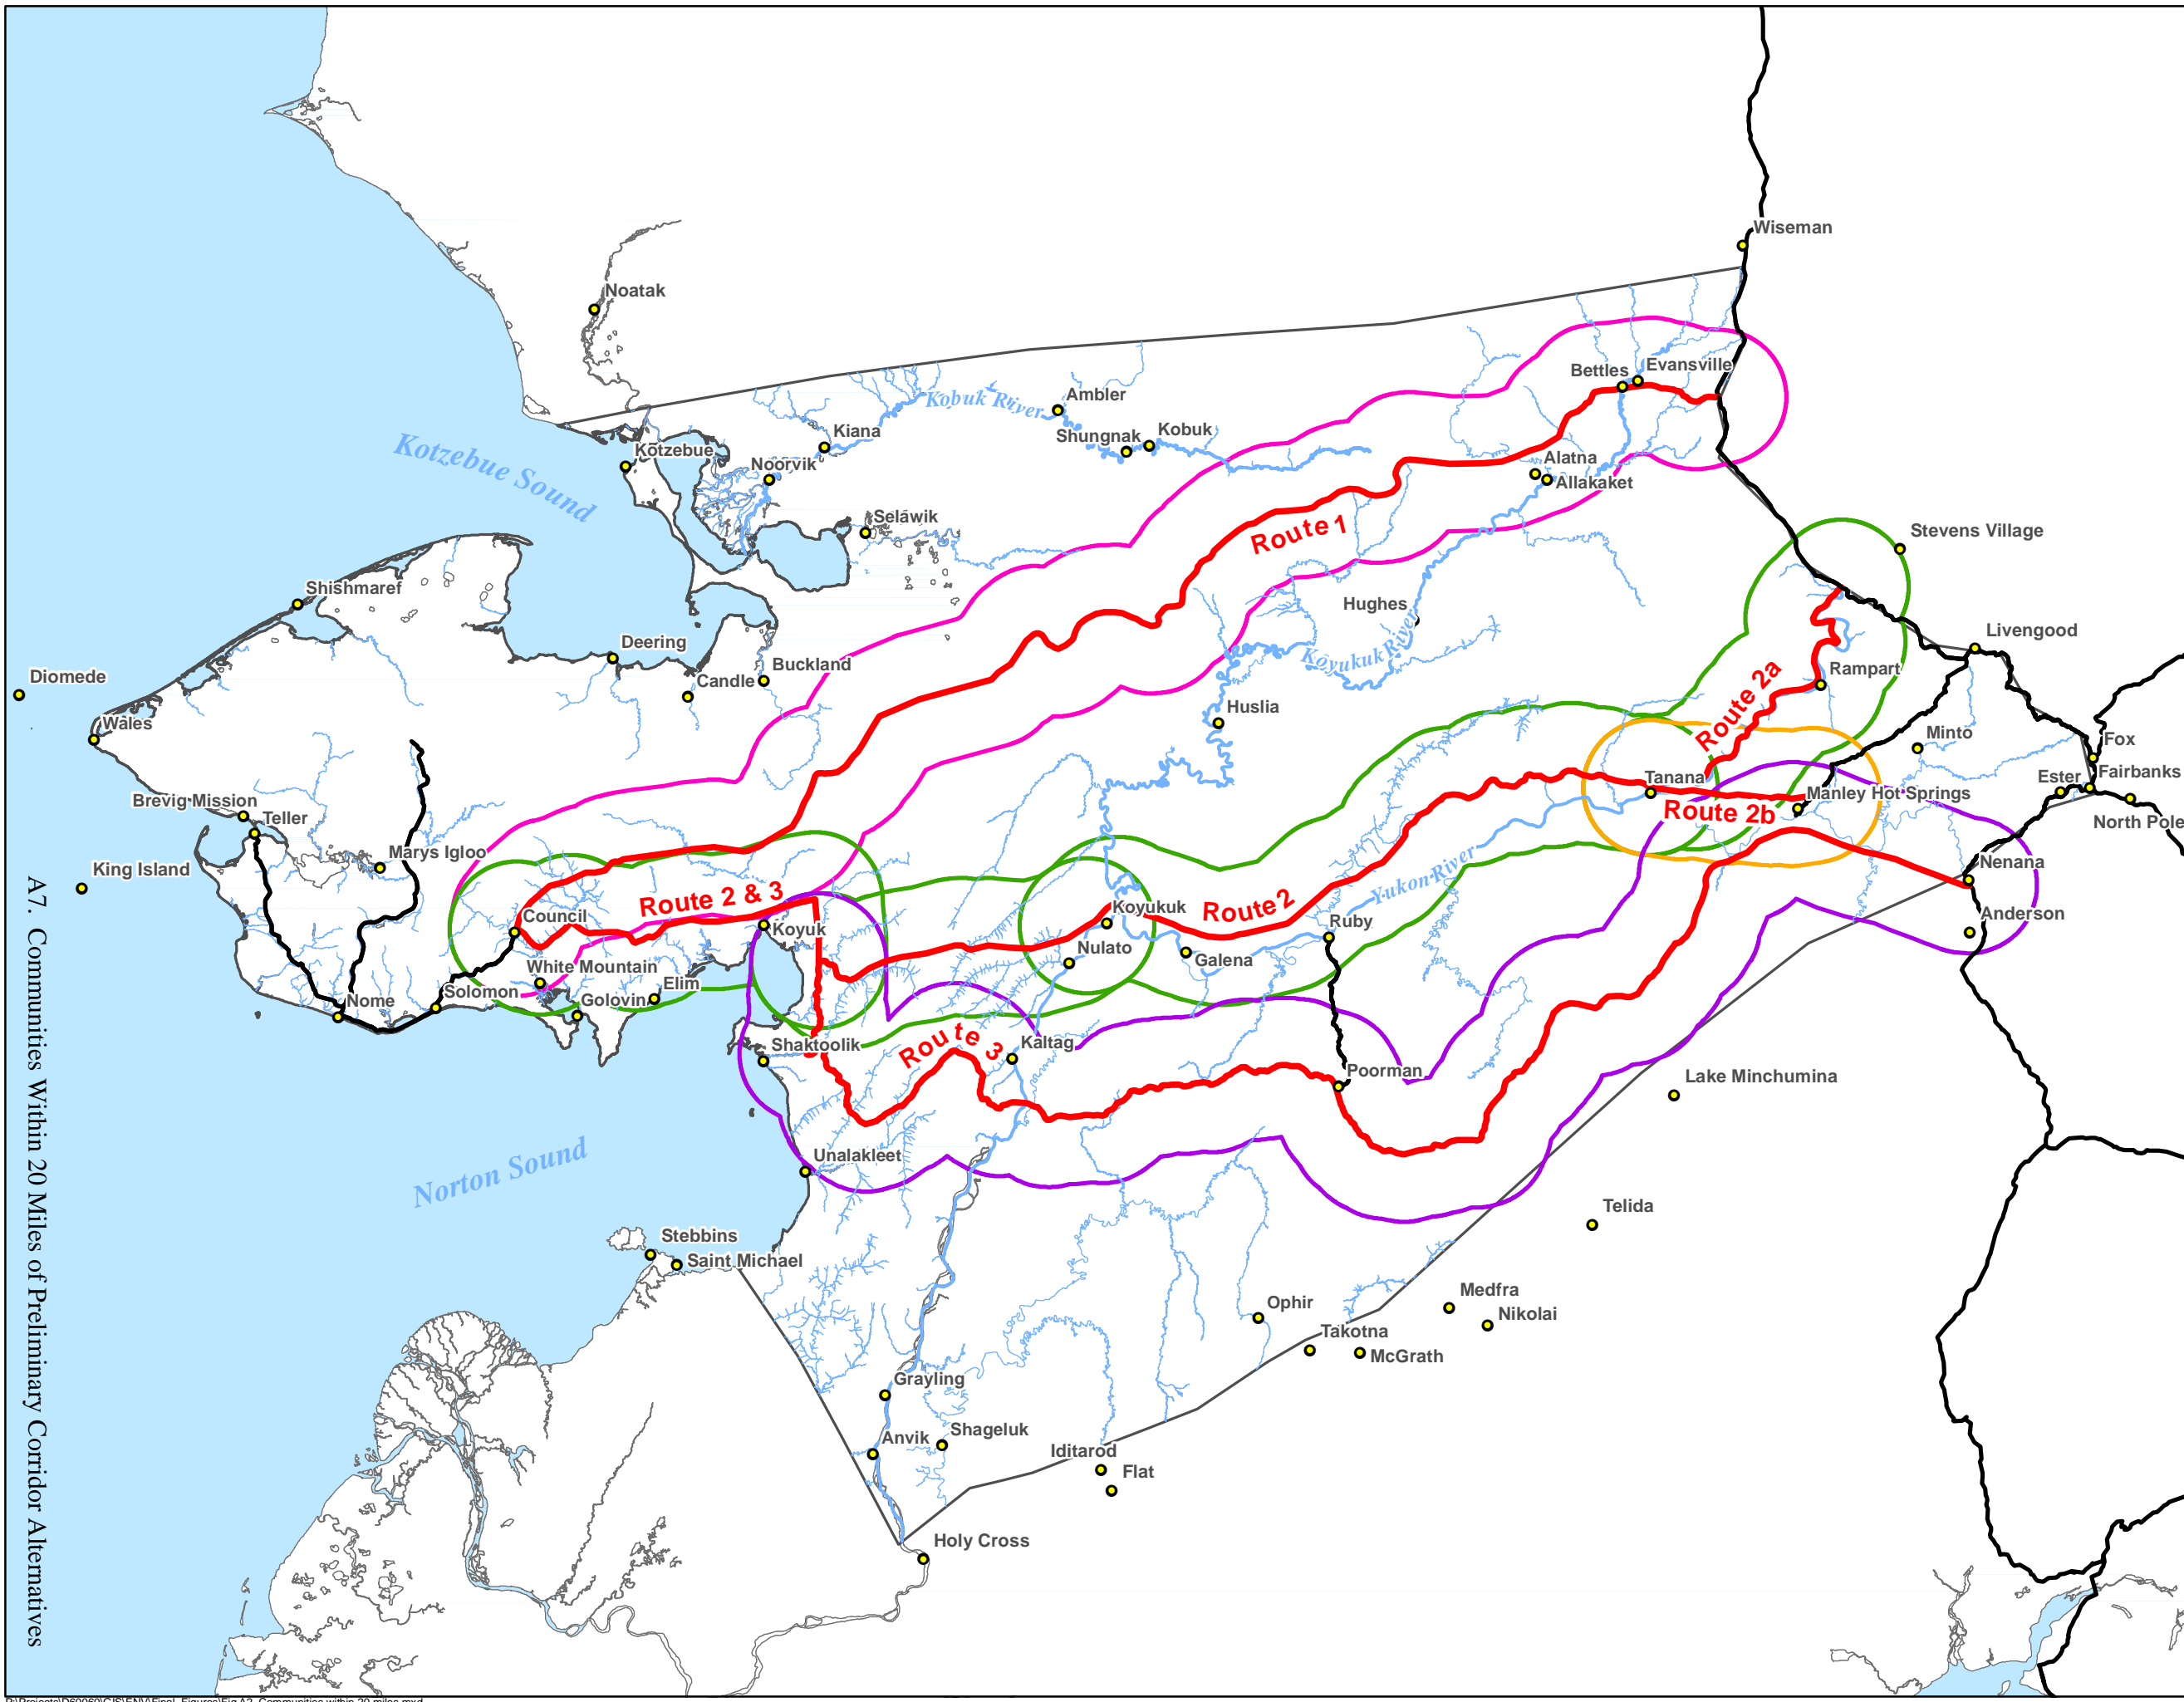 Wiseman
Noatak
Bettles
Evansville
Ambler
Kobuk River
Kiana
Shungnak
Kobuk
Kotzebue Sound
Kotzebue
Noorvik
Alatna
Allakaket
Selawik
Route 1
Stevens Village
Shishmaref
Hughes
Livengood
Deering
Koyukuk River
Buckland
Rampart
Diomede
Candle
Route 2a
Huslia
Wales
Minto
Fox
Tanana
Ester
Fairbanks
Brevig Mission
Manley Hot Springs
Teller
Route 2b
North Pole
Marys Igloo
Yukon River
Nenana
King Island
Route 2 & 3
Koyukuk
Route 2
Council
Koyuk
Ruby
Anderson
Nulato
Galena
White Mountain
Elim
Nome
Solomon
Golovin
Route 3
Kaltag
Shaktoolik
Poorman
Lake Minchumina
Unalakleet
Norton Sound
Telida
Stebbins
Saint Michael
Medfra
Ophir
Nikolai
Takotna
McGrath
Grayling
Anvik
Shageluk
Iditarod
Flat
Holy Cross
A7. Communities Within 20 Miles of Preliminary Corridor Alternatives